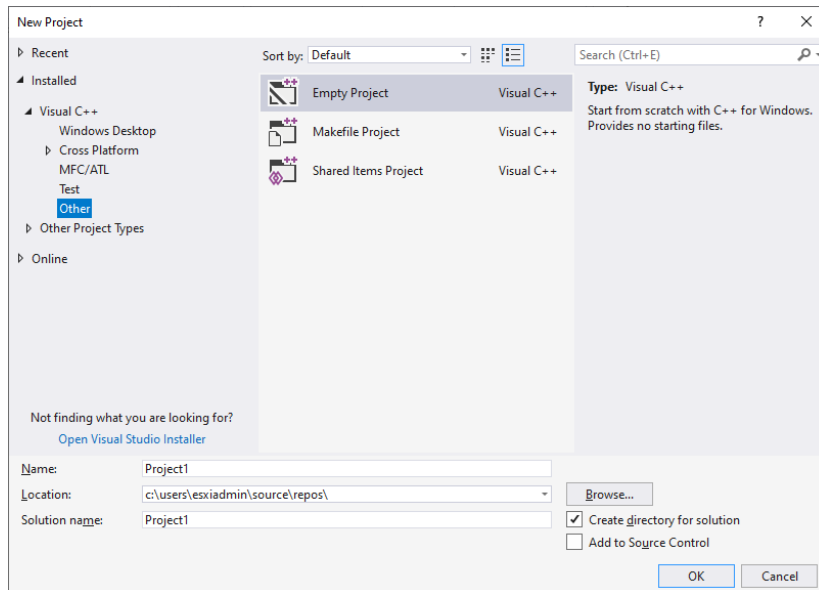 New Project
?
Recent
Installed
Visual C++
Windows Desktop
Cross Platform
MFC/ATL
Test
Other
Other Project Types
Online
Not finding what you are looking for?
Open Visual Studio Installer
Sort by: Default
Empty Project Visual C++
Makefile Project Visual C++
Shared Items Project Visual C++
Search (Ctrl+E)
Type: Visual C++
Start from scratch with C++ for Windows.
Provides no starting files.
Name: Project1
Location: c:\users\esxiadmin\source\repos\
Browse...
Solution name: Project1
Create directory for solution
Add to Source Control
OK Cancel